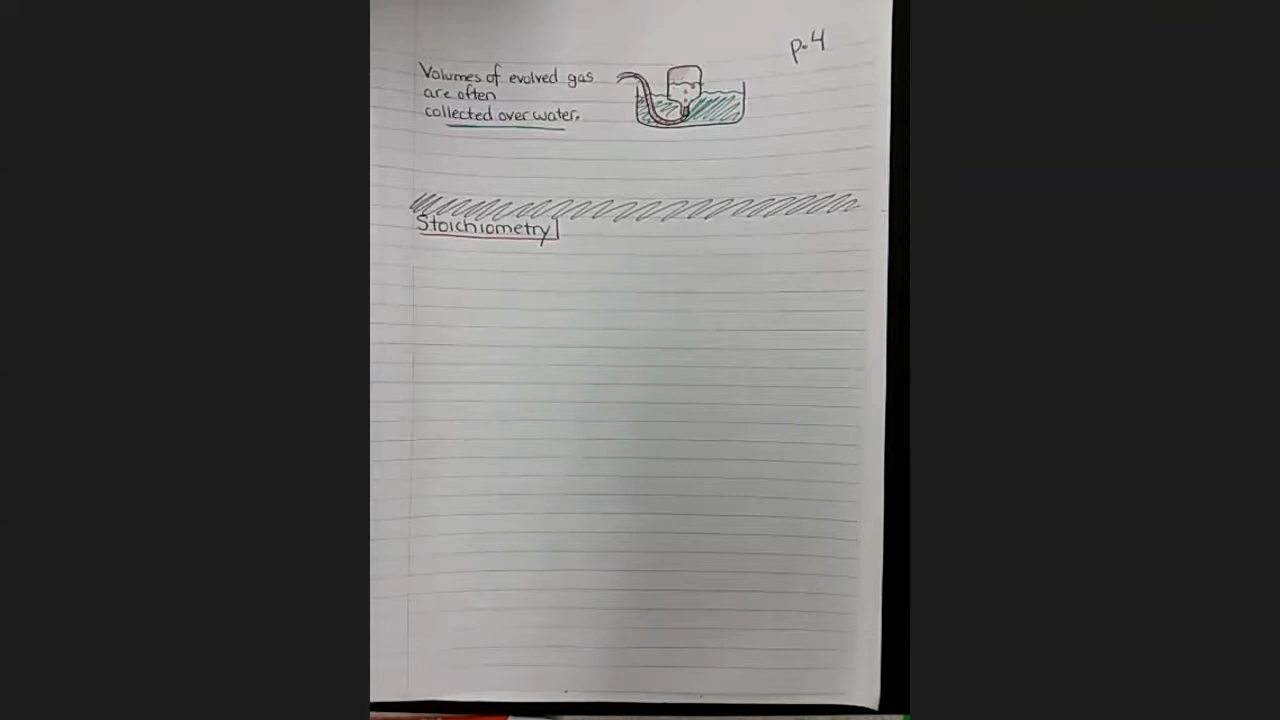 p.4
Volumes of evolved gas
are often
collected over water.
Stoichiometry